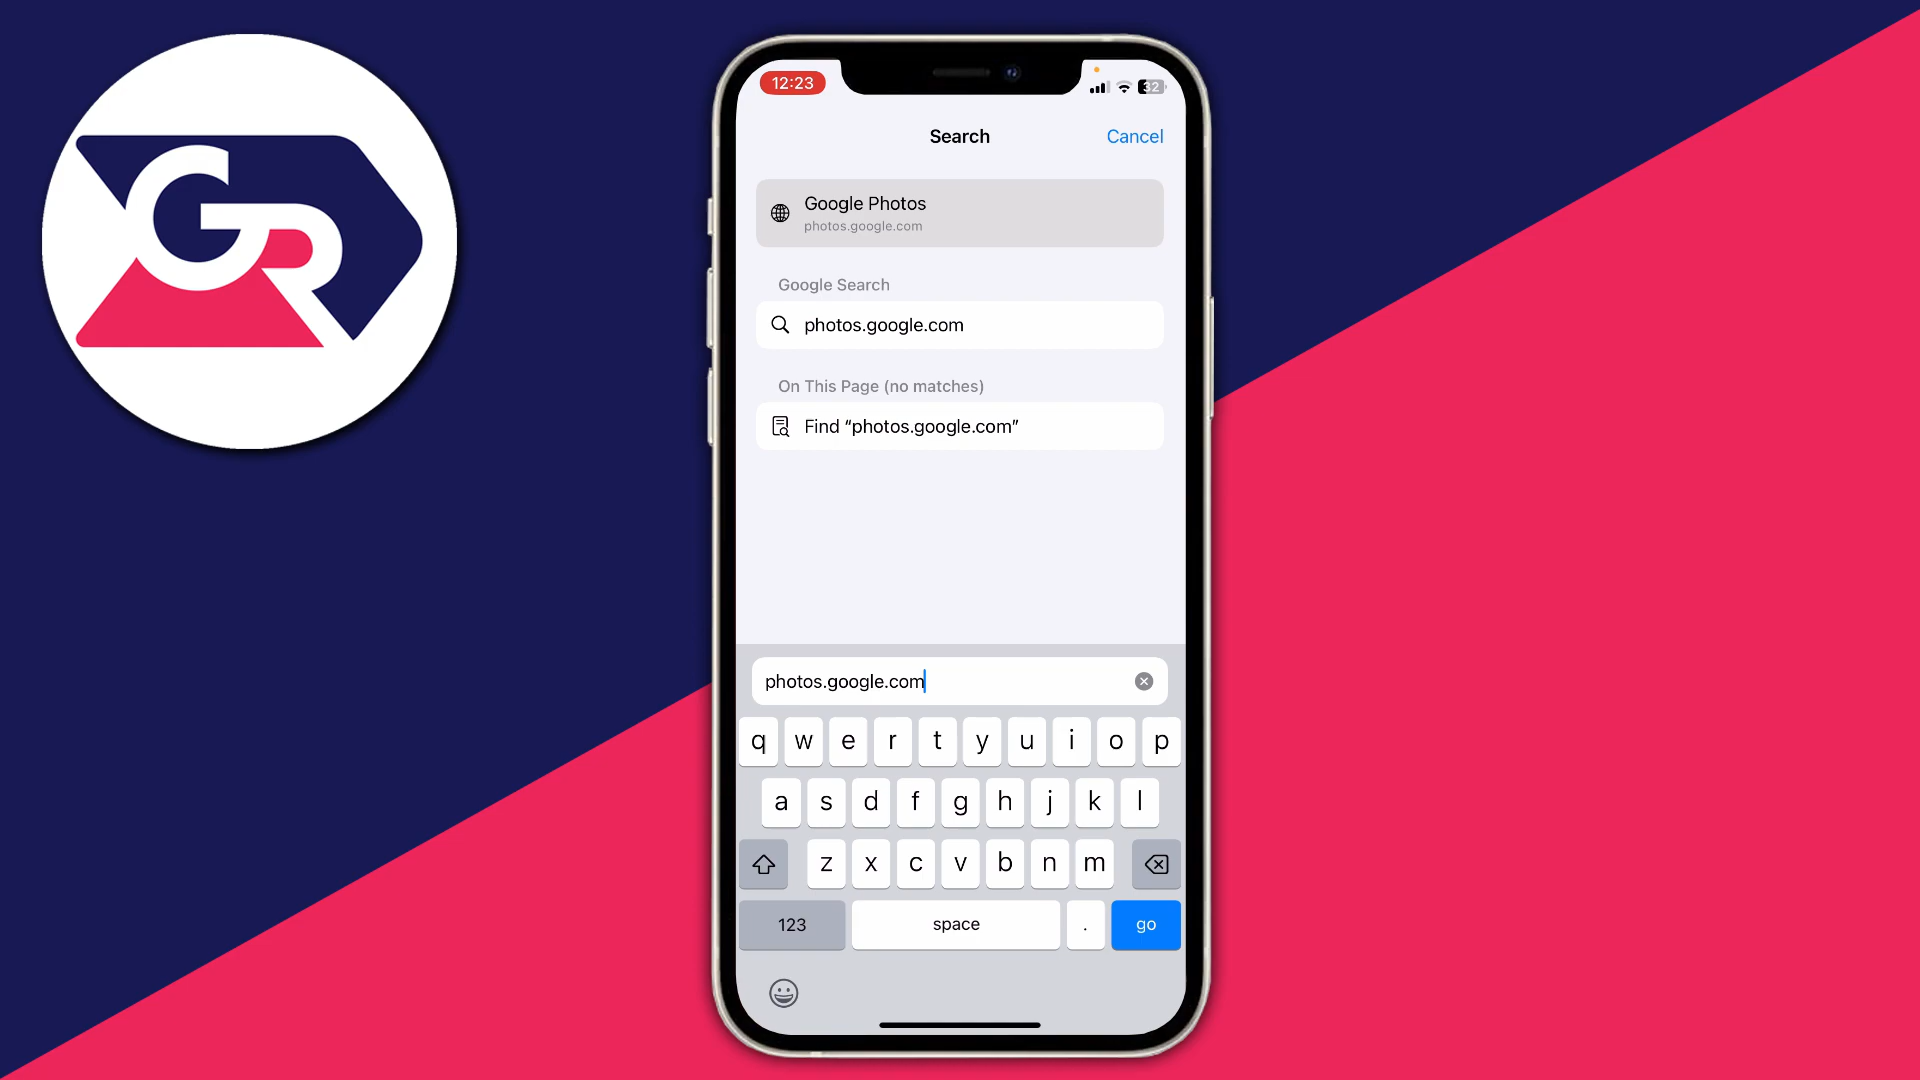 GR
12:23
32
Search
Cancel
Google Photos
photos.google.com
Google Search
photos.google.com
On This Page (no matches)
Find “photos.google.com”
photos.google.com
q w e r t y u i o p
a s d f g h j k l
z x c v b n m
123 space . go